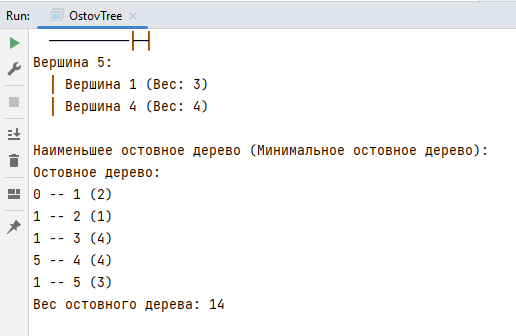 Run: OstovTree
Вершина 5:
Вершина 1 (Вес: 3)
Вершина 4 (Вес: 4)
Наименьшее остовное дерево (Минимальное остовное дерево):
Остовное дерево:
0 -- 1 (2)
1 -- 2 (1)
1 -- 3 (4)
5 -- 4 (4)
1 -- 5 (3)
Вес остовного дерева: 14